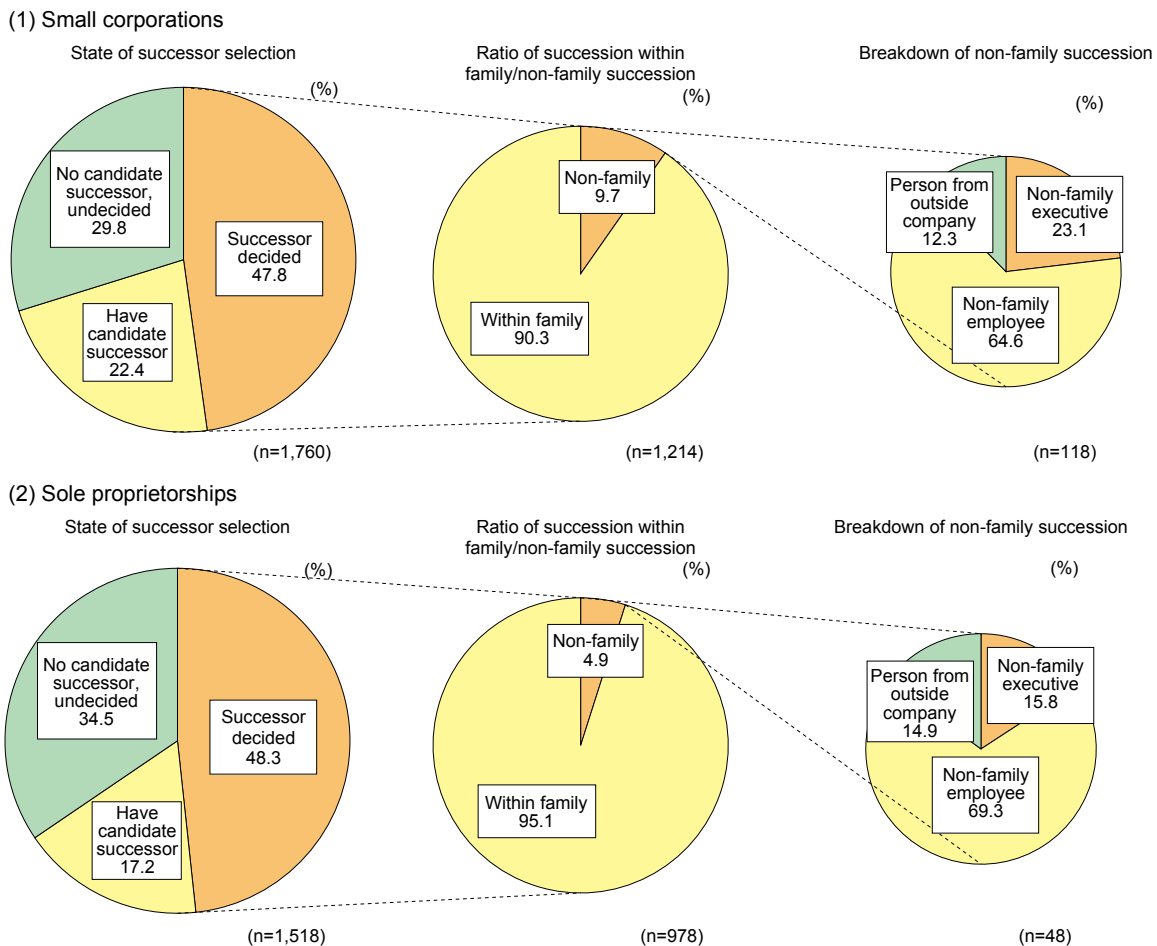 (1) Small corporations
State of successor selection
(%)
No candidate
successor,
undecided
29.8
Successor
decided
47.8
Have
candidate
successor
22.4
(n=1,760)
Ratio of succession within
family/non-family succession
(%)
Non-family
9.7
Within family
90.3
(n=1,214)
Breakdown of non-family succession
(%)
Person from
outside
company
12.3
Non-family
executive
23.1
Non-family
employee
64.6
(n=118)
(2) Sole proprietorships
State of successor selection
(%)
No candidate
successor,
undecided
34.5
Successor
decided
48.3
Have
candidate
successor
17.2
(n=1,518)
Ratio of succession within
family/non-family succession
(%)
Non-family
4.9
Within family
95.1
(n=978)
Breakdown of non-family succession
(%)
Person from
outside
company
14.9
Non-family
executive
15.8
Non-family
employee
69.3
(n=48)